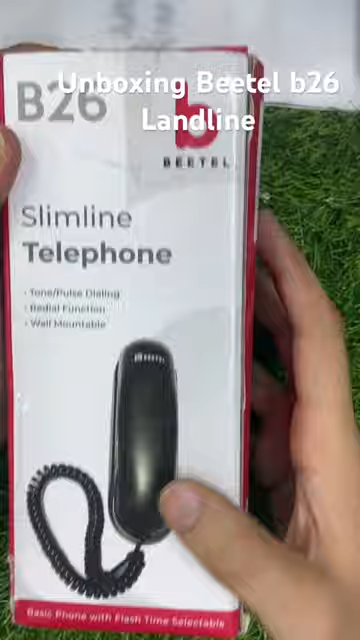 Unboxing Beetel b26
Landline
B26
b
BEETEL
Slimline
Telephone
· Tone/Pulse Dialing
· Redial Function
· Wall Mountable
BEETEL
Basic Phone with Flash Time Selectable